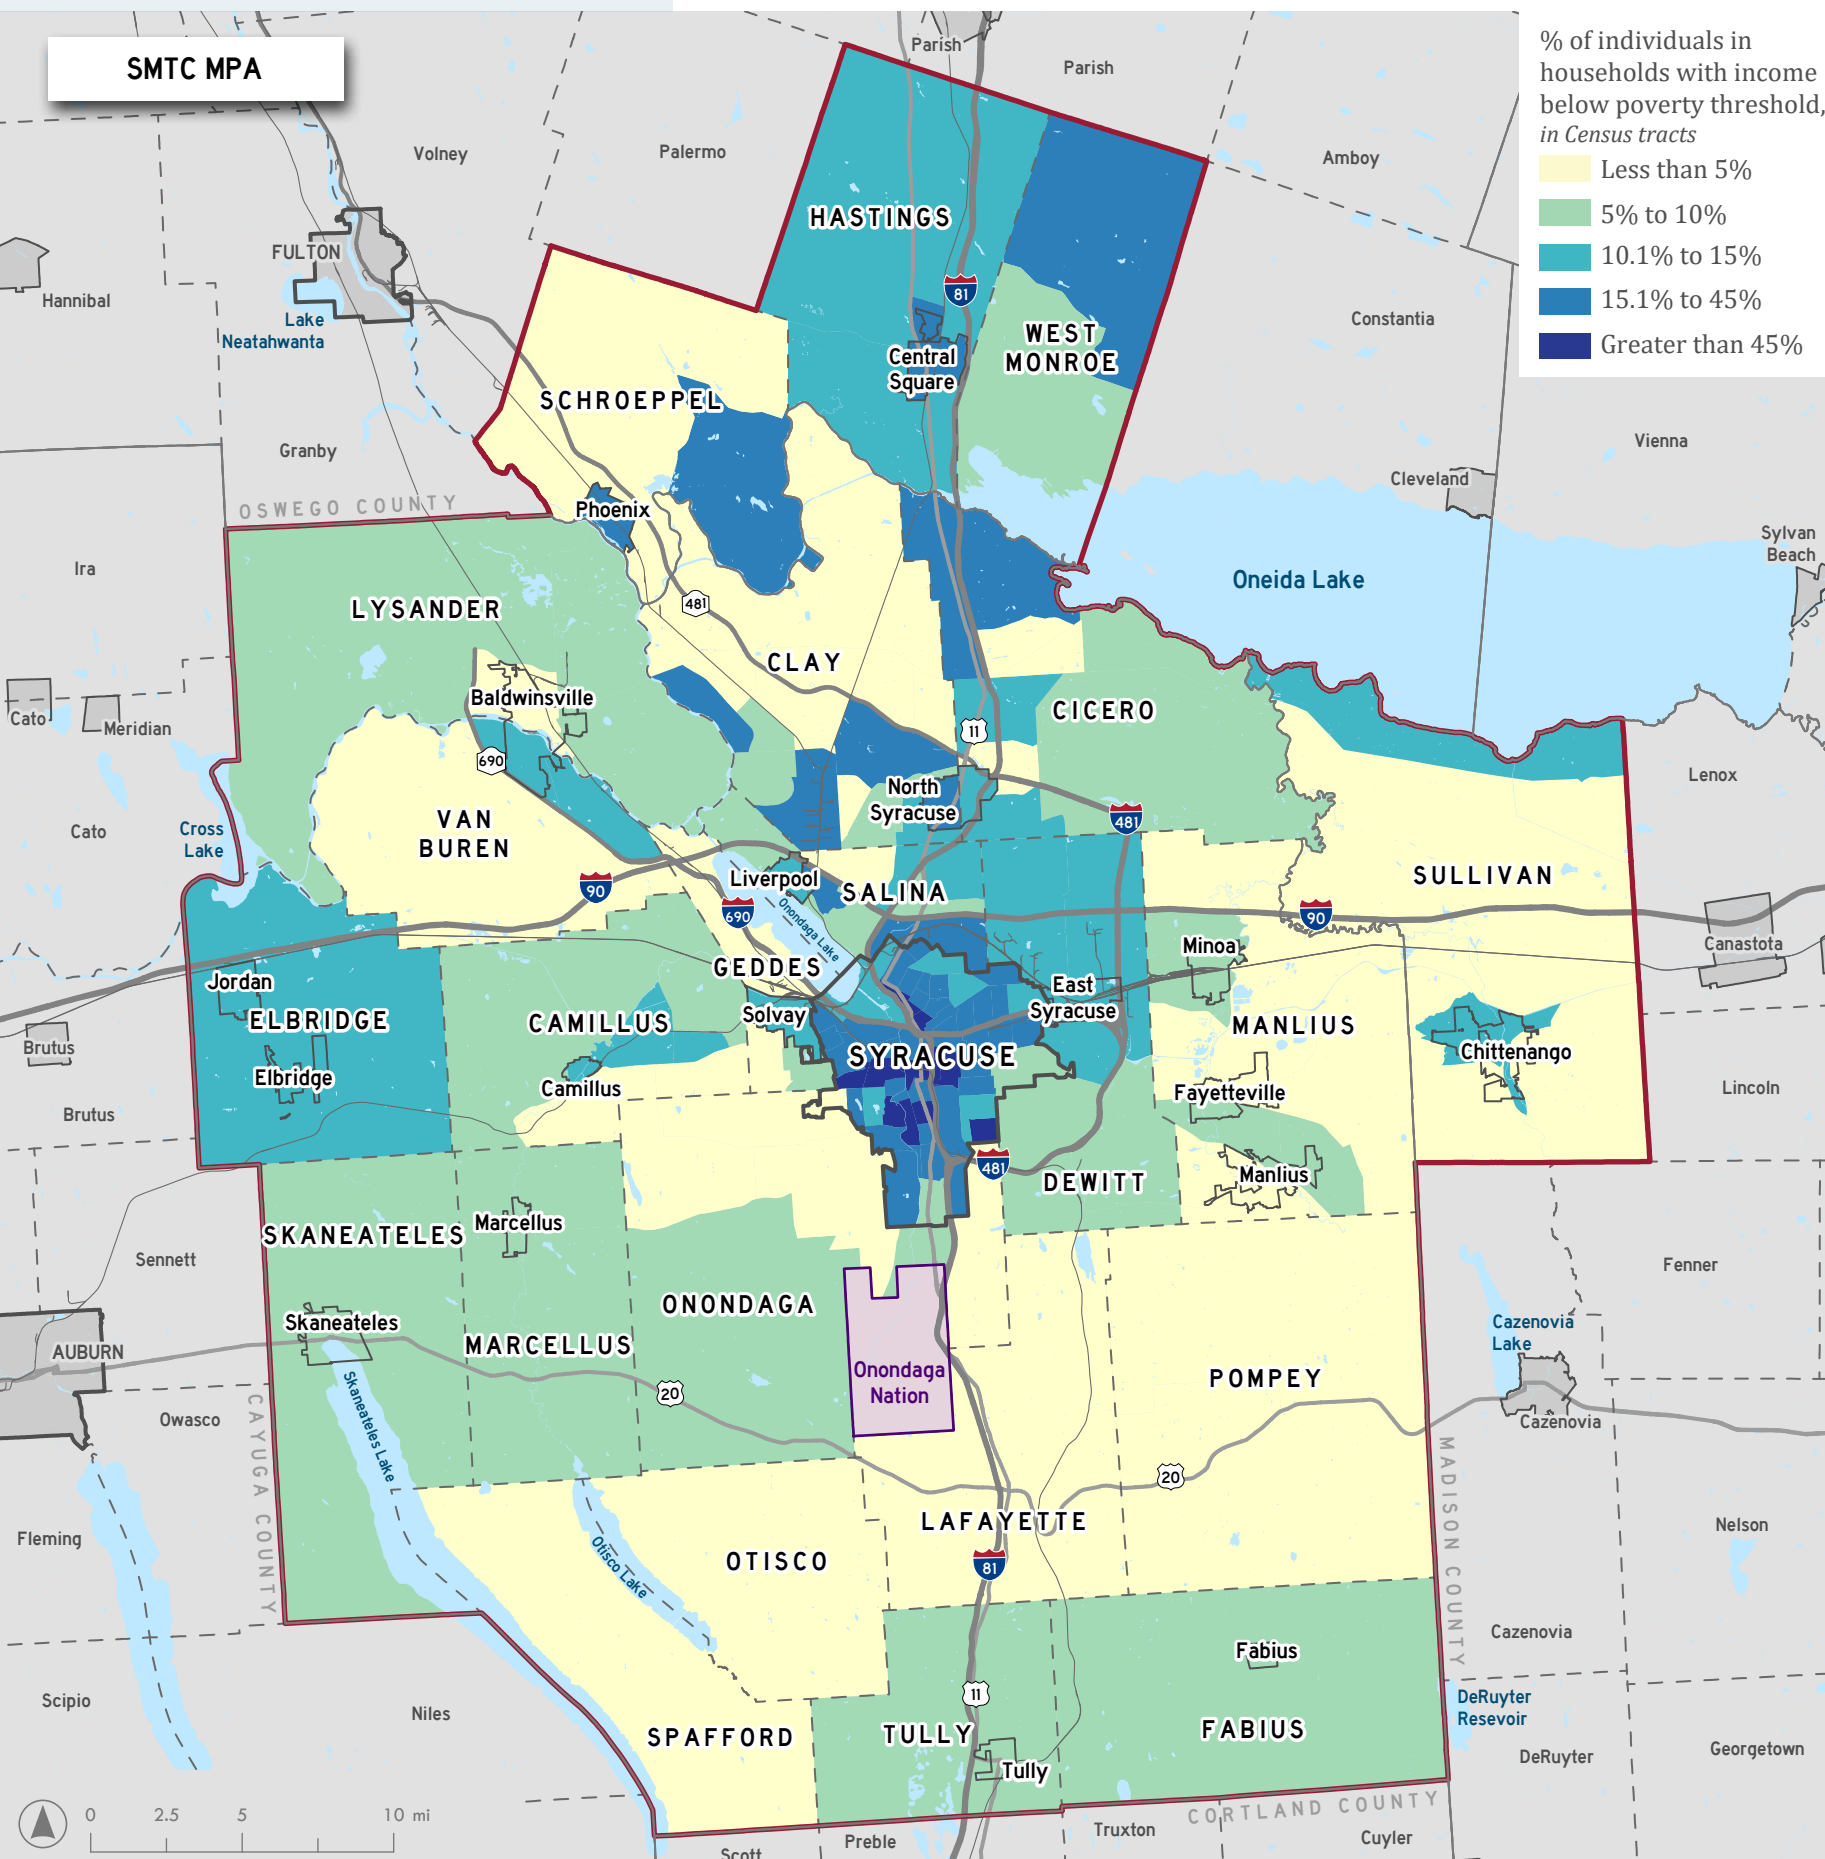 SMTC MPA
% of individuals in
households with income
below poverty threshold,
in Census tracts
Less than 5%
5% to 10%
10.1% to 15%
15.1% to 45%
Greater than 45%
Parish
Parish
Volney
Palermo
Amboy
HASTINGS
FULTON
Hannibal
Lake
Neatahwanta
81
Constantia
WEST
MONROE
Central
Square
SCHROEPPEL
Granby
Vienna
Cleveland
OSWEGO COUNTY
Phoenix
Sylvan
Beach
Ira
Oneida Lake
LYSANDER
481
CLAY
Baldwinsville
CICERO
Cato
Meridian
11
690
Lenox
North
Syracuse
VAN
BUREN
481
Cato
Cross
Lake
SULLIVAN
Liverpool
SALINA
90
690
90
Onondaga Lake
Minoa
Canastota
GEDDES
Jordan
East
Syracuse
Solvay
ELBRIDGE
CAMILLUS
MANLIUS
Brutus
SYRACUSE
Chittenango
Elbridge
Camillus
Fayetteville
Lincoln
Brutus
481
DEWITT
Manlius
SKANEATELES
Marcellus
Sennett
Fenner
ONONDAGA
Skaneateles
Cazenovia
Lake
MARCELLUS
AUBURN
Onondaga
Nation
POMPEY
20
Skaneateles Lake
Owasco
Cazenovia
CAYUGA COUNTY
MADISON COUNTY
20
LAFAYETTE
Fleming
Nelson
OTISCO
81
Otisco Lake
Cazenovia
Fabius
Scipio
11
DeRuyter
Resevoir
Niles
SPAFFORD
TULLY
FABIUS
Georgetown
DeRuyter
Tully
0 2.5 5 10 mi
CORTLAND COUNTY
Truxton
Preble
Cuyler
Scott